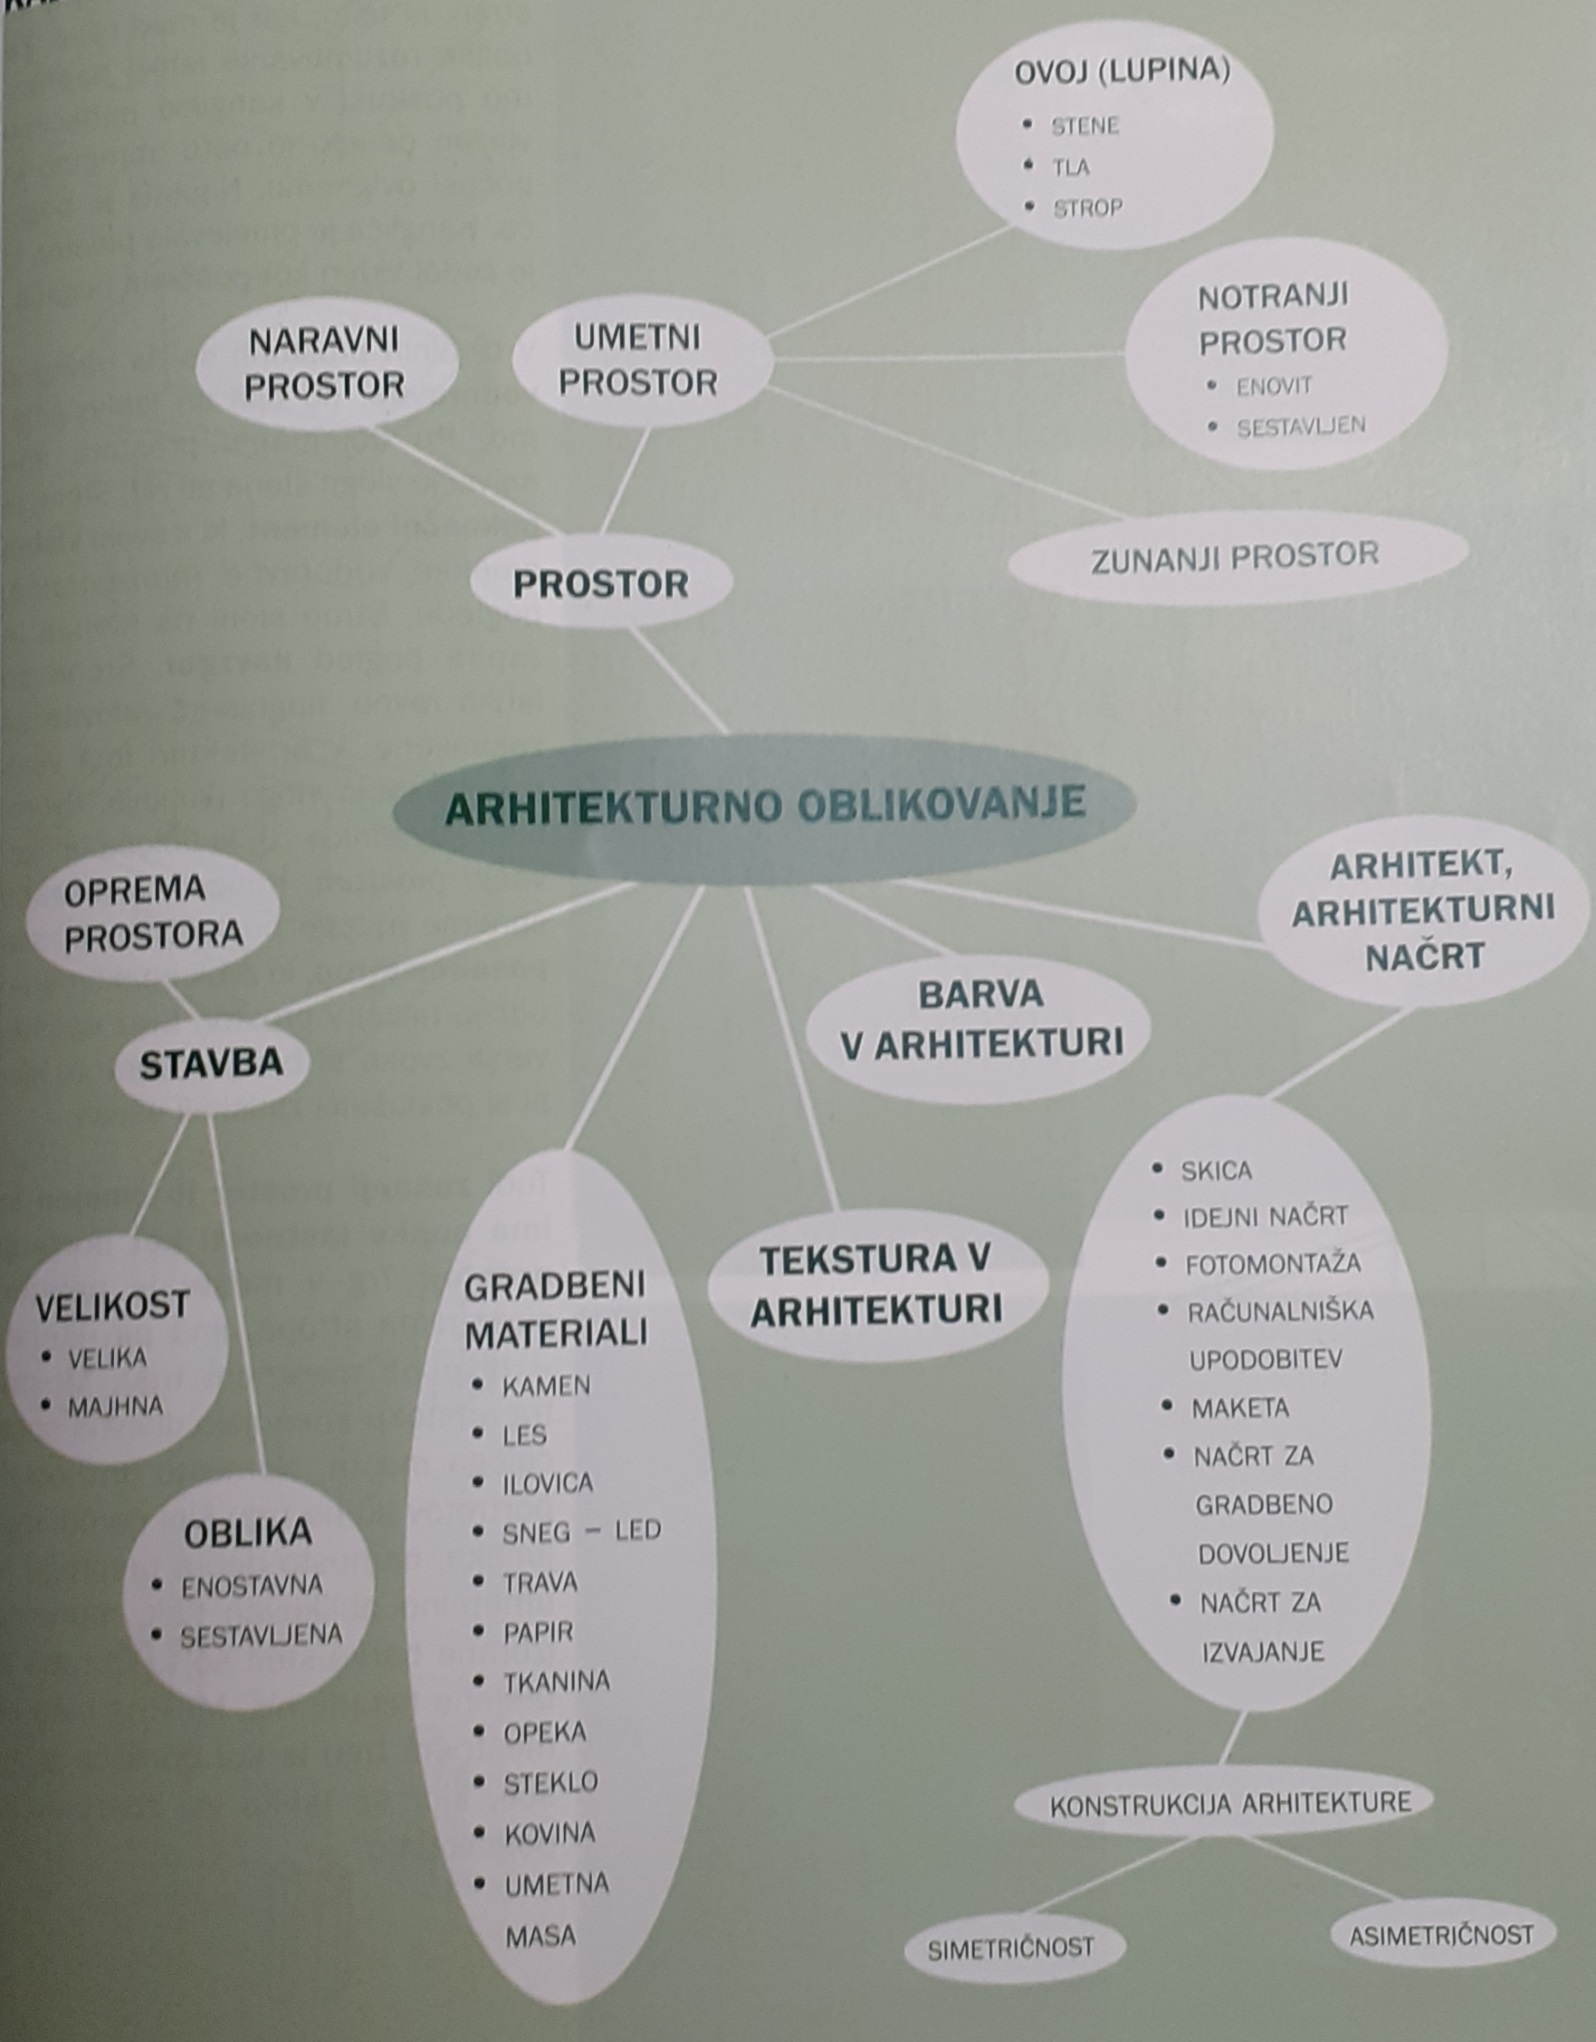 OVOJ (LUPINA)
• STENE
• TLA
• STROP
NOTRANJI
PROSTOR
• ENOVIT
• SESTAVLJEN
NARAVNI
PROSTOR
UMETNI
PROSTOR
ZUNANJI PROSTOR
PROSTOR
ARHITEKTURNO OBLIKOVANJE
OPREMA
PROSTORA
ARHITEKT,
ARHITEKTURNI
NAČRT
BARVA
V ARHITEKTURI
STAVBA
VELIKOST
• VELIKA
• MAJHNA
OBLIKA
• ENOSTAVNA
• SESTAVLJENA
GRADBENI
MATERIALI
• KAMEN
• LES
• ILOVICA
• SNEG – LED
• TRAVA
• PAPIR
• TKANINA
• OPEKA
• STEKLO
• KOVINA
• UMETNA
MASA
TEKSTURA V
ARHITEKTURI
• SKICA
• IDEJNI NAČRT
• FOTOMONTAŽA
• RAČUNALNIŠKA
UPODOBITEV
• MAKETA
• NAČRT ZA
GRADBENO
DOVOLJENJE
• NAČRT ZA
IZVAJANJE
KONSTRUKCIJA ARHITEKTURE
SIMETRIČNOST
ASIMETRIČNOST